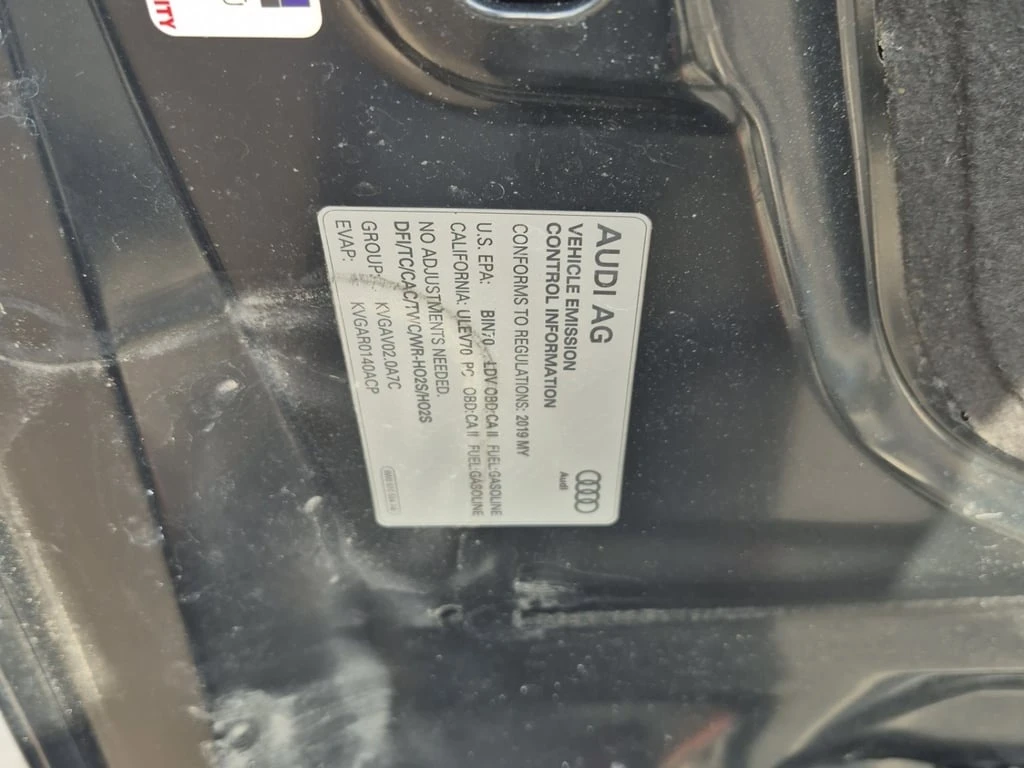 AUDI AG
VEHICLE EMISSION
CONTROL INFORMATION
Audi
CONFORMS TO REGULATIONS: 2019 MY
U.S. EPA: BIN70 LDV OBD:CA II FUEL:GASOLINE
CALIFORNIA: ULEV70 PC OBD:CA II FUEL:GASOLINE
NO ADJUSTMENTS NEEDED.
DFI/TC/CAC/TWC/WR-HO2S/HO2S
GROUP: KVGAV02.0A7C
EVAP: KVGAR0140ACP
ITY